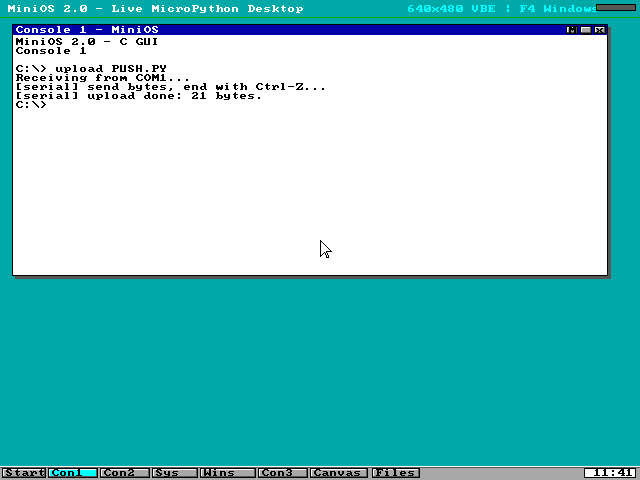 MiniOS 2.0 - Live MicroPython Desktop
640x480 VBE | F4 Windows
Console 1 - MiniOS
M
MiniOS 2.0 - C GUI
Console 1
C:\> upload PUSH.PY
Receiving from COM1...
[serial] send bytes, end with Ctrl-Z...
[serial] upload done: 21 bytes.
C:\>
Start Con1 Con2 Sys Wins Con3 Canvas Files 11:41